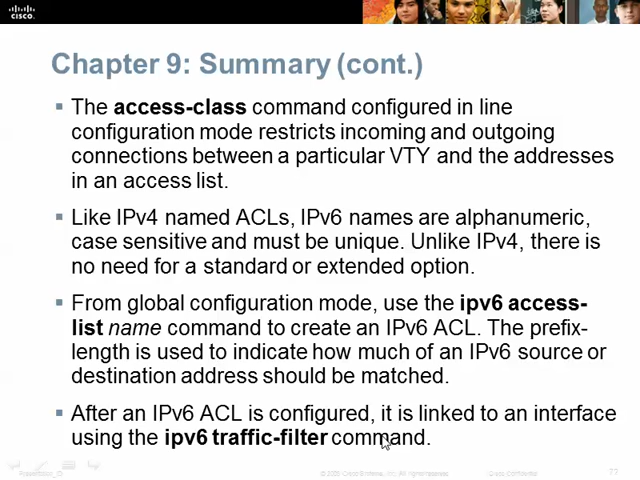 CISCO.
Chapter 9: Summary (cont.)
▪ The access-class command configured in line
configuration mode restricts incoming and outgoing
connections between a particular VTY and the addresses
in an access list.
▪ Like IPv4 named ACLs, IPv6 names are alphanumeric,
case sensitive and must be unique. Unlike IPv4, there is
no need for a standard or extended option.
▪ From global configuration mode, use the ipv6 access-
list name command to create an IPv6 ACL. The prefix-
length is used to indicate how much of an IPv6 source or
destination address should be matched.
▪ After an IPv6 ACL is configured, it is linked to an interface
using the ipv6 traffic-filter command.
Presentation_ID
Cisco Systems, Inc. All rights reserved.
Cisco Confidential